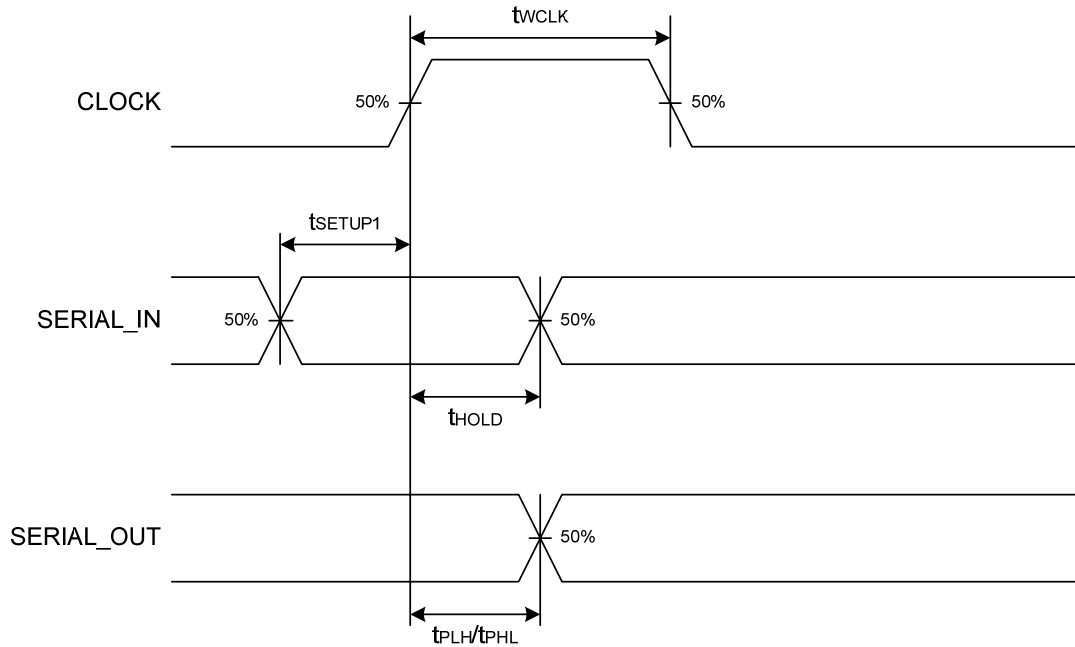 tWCLK
CLOCK
50%
50%
tSETUP1
SERIAL_IN
50%
50%
tHOLD
SERIAL_OUT
50%
tPLH/tPHL